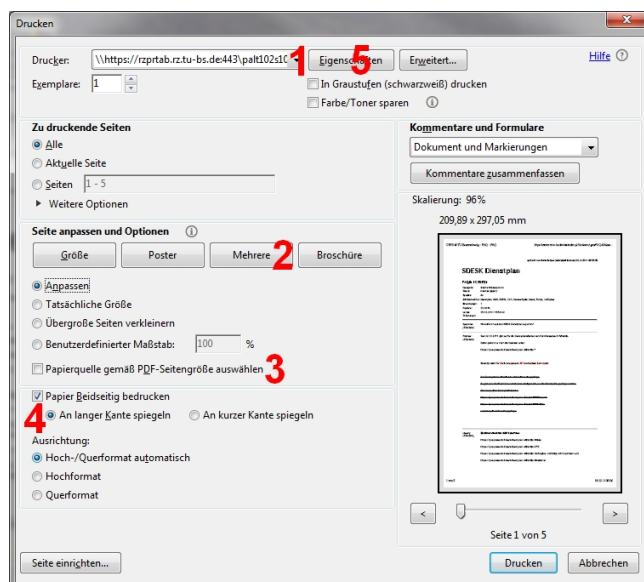 Drucken
Drucker: \\https://rzprtab.rz.tu-bs.de:443\palt102s10 1 Eigenschaften 5 Erweitert... Hilfe
Exemplare: 1 In Graustufen (schwarzweiß) drucken
Farbe/Toner sparen
Zu druckende Seiten
Alle
Aktuelle Seite
Seiten 1 - 5
Weitere Optionen
Kommentare und Formulare
Dokument und Markierungen
Kommentare zusammenfassen
Seite anpassen und Optionen
Größe Poster Mehrere 2 Broschüre
Anpassen
Tatsächliche Größe
Übergroße Seiten verkleinern
Benutzerdefinierter Maßstab: 100 %
Papierquelle gemäß PDF-Seitengröße auswählen 3
Papier Beidseitig bedrucken
4 An langer Kante spiegeln An kurzer Kante spiegeln
Ausrichtung:
Hoch-/Querformat automatisch
Hochformat
Querformat
Skalierung: 96%
209,89 x 297,05 mm
SDESK Dienstplan
< >
Seite 1 von 5
Seite einrichten... Drucken Abbrechen